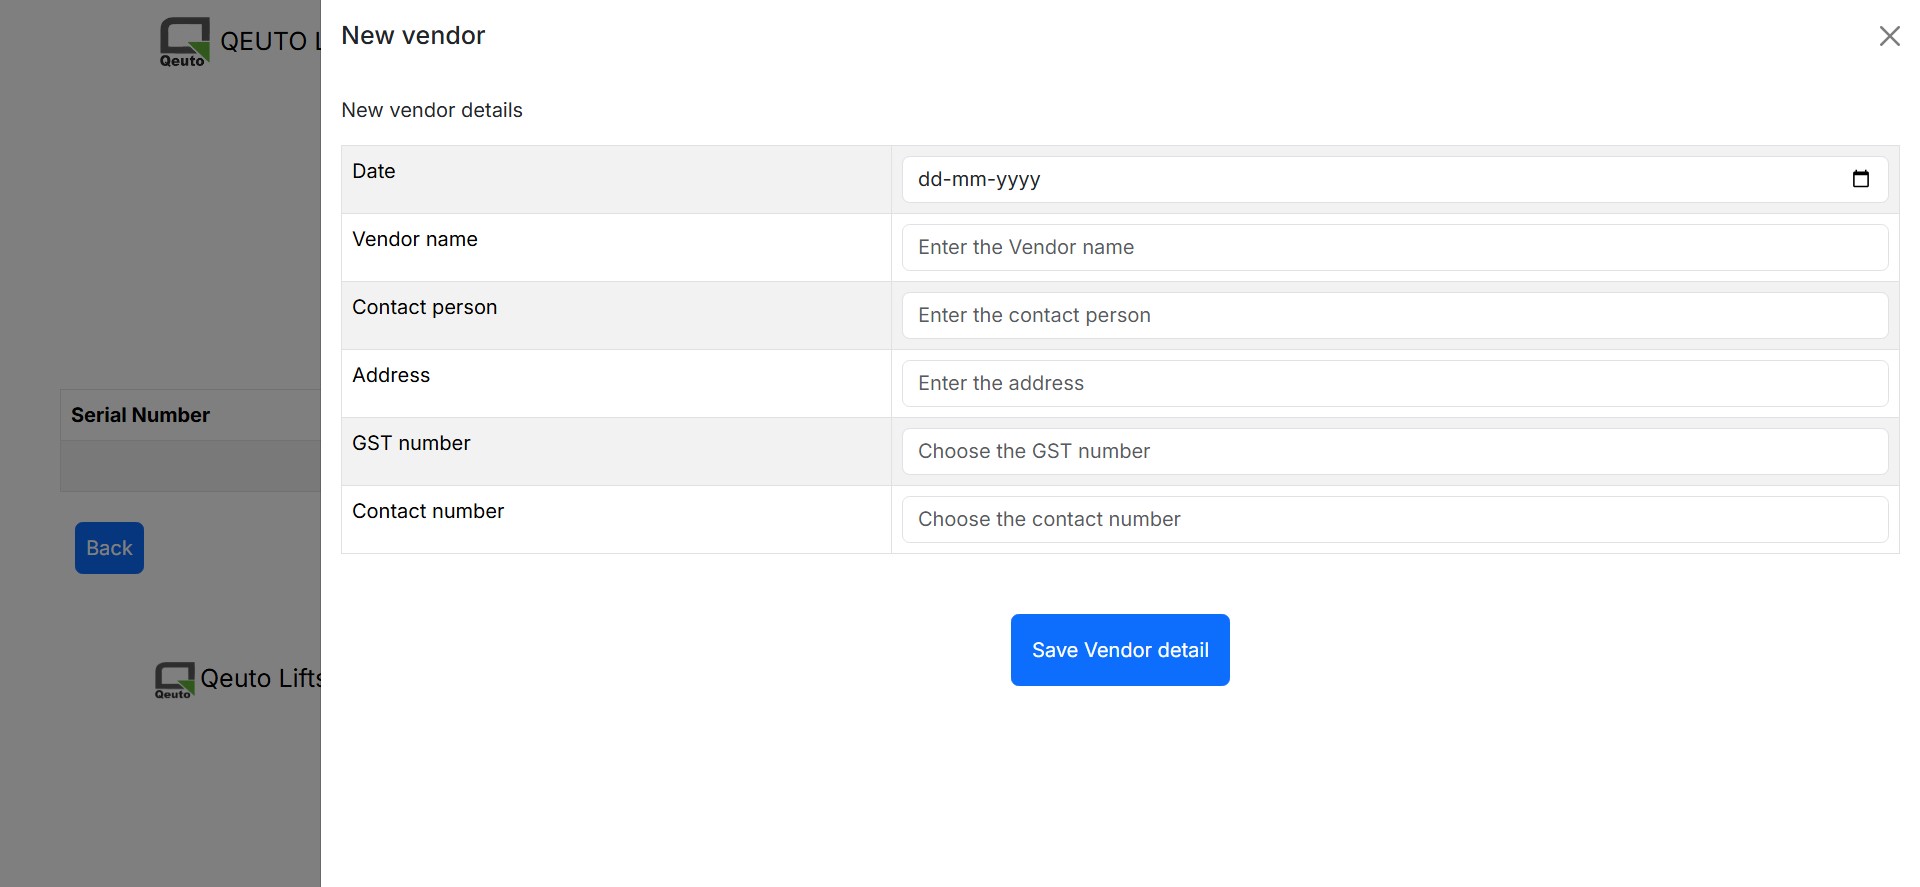 Qeuto
QEUTO L
New vendor
New vendor details
Date
dd-mm-yyyy
Vendor name
Enter the Vendor name
Contact person
Enter the contact person
Address
Enter the address
GST number
Choose the GST number
Contact number
Choose the contact number
Save Vendor detail
Serial Number
Back
Qeuto
Qeuto Lifts